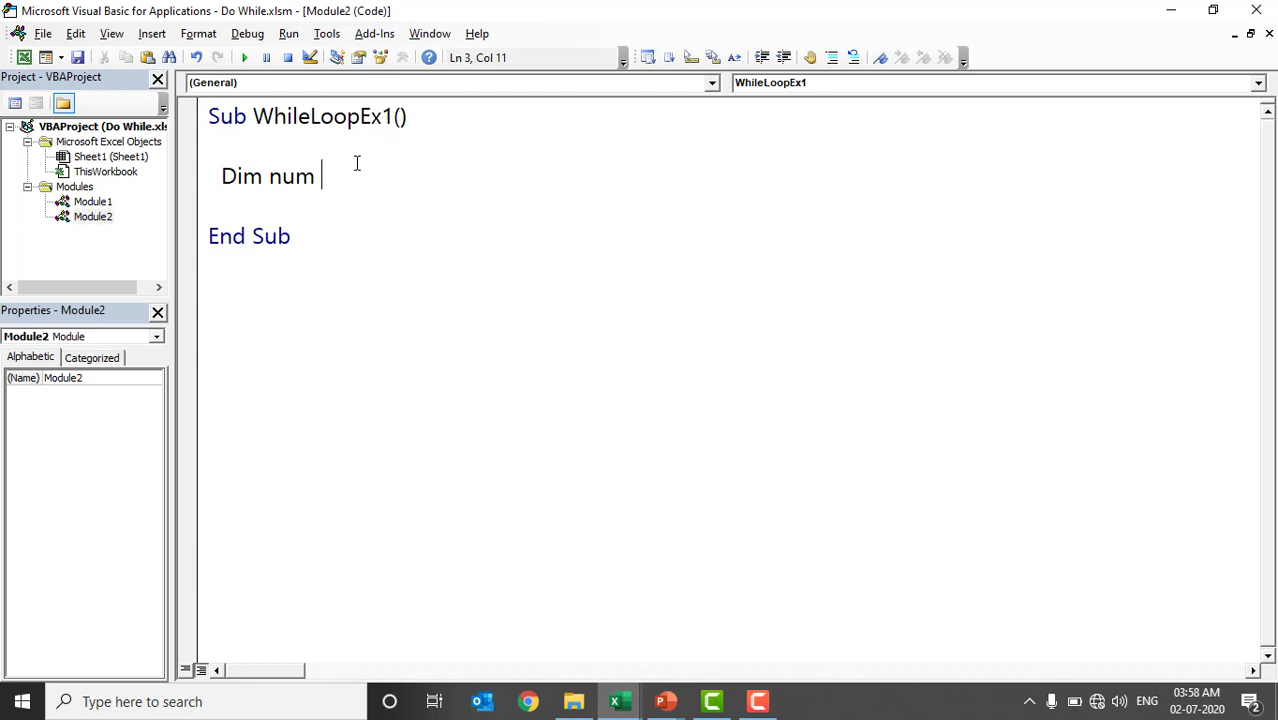 Microsoft Visual Basic for Applications - Do While.xlsm - [Module2 (Code)]
File Edit View Insert Format Debug Run Tools Add-Ins Window Help
Ln 3, Col 11
Project - VBAProject
(General)
WhileLoopEx1
VBAProject (Do While.xls
Microsoft Excel Objects
Sheet1 (Sheet1)
ThisWorkbook
Modules
Module1
Module2
Sub WhileLoopEx1()
Dim num
End Sub
Properties - Module2
Module2 Module
Alphabetic Categorized
(Name) Module2
Type here to search
ENG
03:58 AM
02-07-2020
2